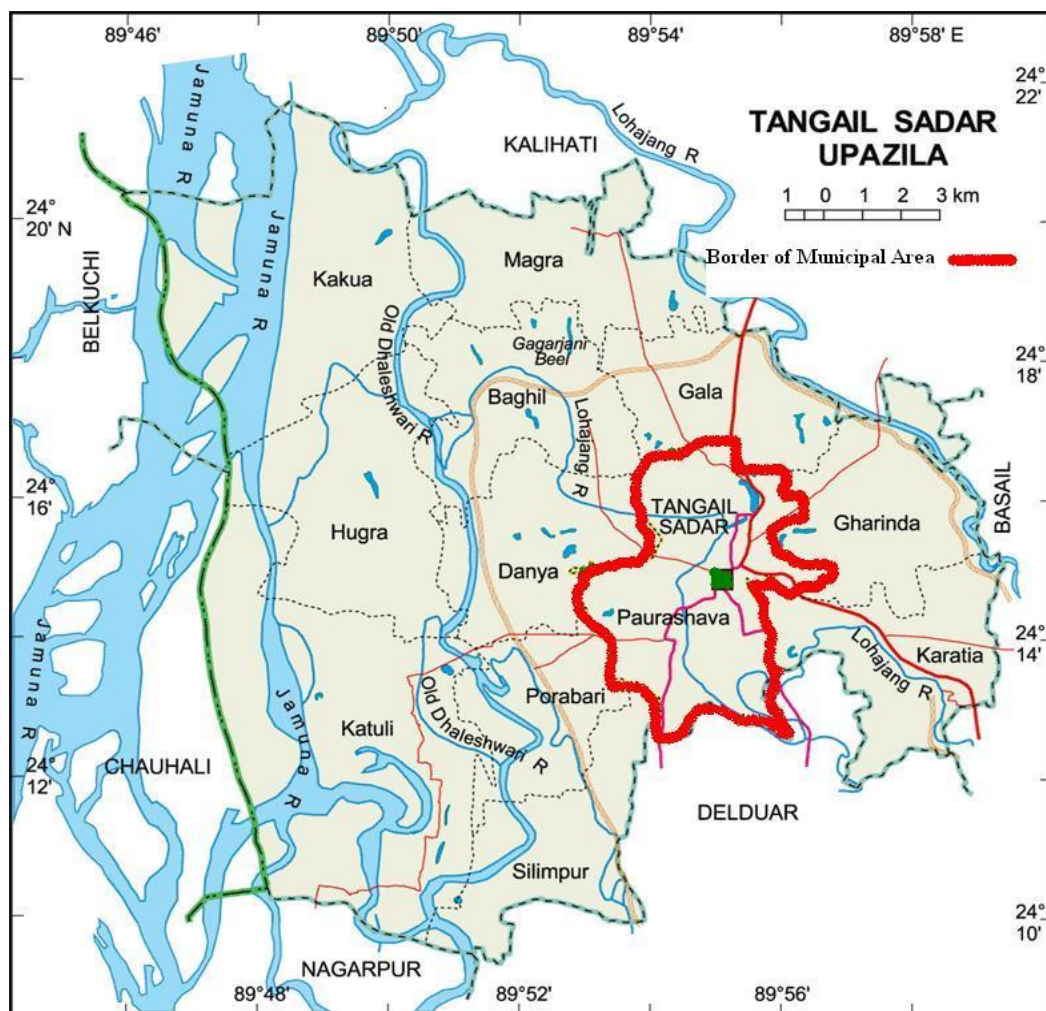 89°46'
89°50'
89°54'
89°58' E
24°
22'
TANGAIL SADAR
UPAZILA
1 0 1 2 3 km
Border of Municipal Area
Jamuna R
Lohajang R
KALIHATI
24°
20' N
Jamuna R
BELKUCHI
Kakua
Magra
Old Dhaleshwari R
Gagarjani
Beel
24°
18'
Baghil
Gala
Lohajang R
24°
16'
TANGAIL
SADAR
BASAIL
Hugra
Gharinda
Danya
Paurashava
24°
14'
Jamuna R
Karatia
Lohajang R
Porabari
Old Dhaleshwari R
Katuli
Jamuna R
24°
12'
CHAUHALI
DELDUAR
Silimpur
24°
10'
NAGARPUR
89°48'
89°52'
89°56'